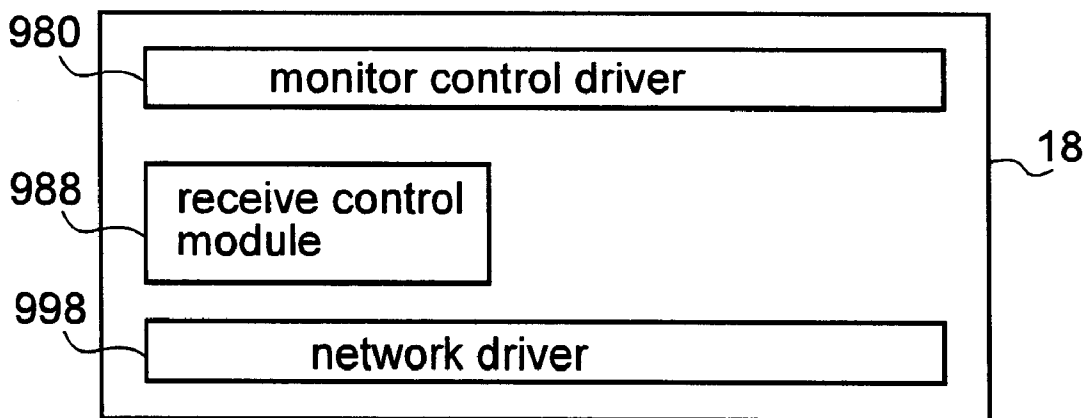 980
monitor control driver
18
988
receive control
module
998
network driver